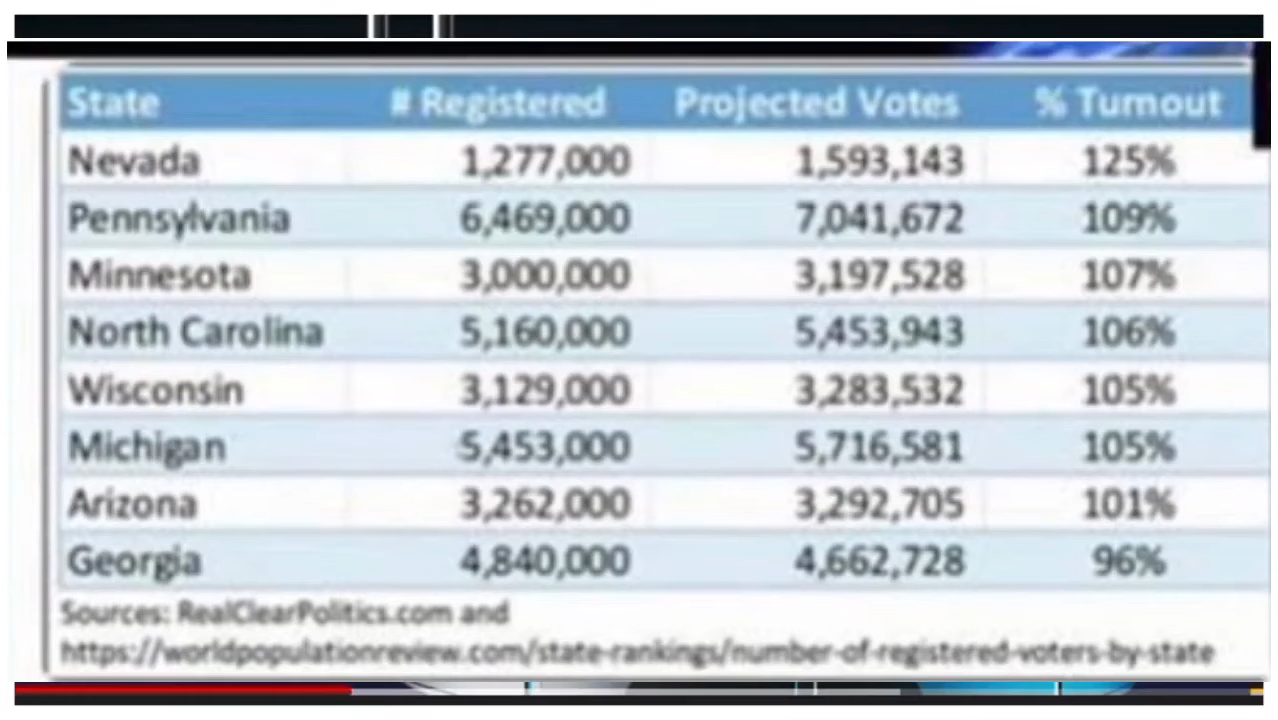 State # Registered Projected Votes % Turnout
Nevada 1,277,000 1,593,143 125%
Pennsylvania 6,469,000 7,041,672 109%
Minnesota 3,000,000 3,197,528 107%
North Carolina 5,160,000 5,453,943 106%
Wisconsin 3,129,000 3,283,532 105%
Michigan 5,453,000 5,716,581 105%
Arizona 3,262,000 3,292,705 101%
Georgia 4,840,000 4,662,728 96%
Sources: RealClearPolitics.com and
https://worldpopulationreview.com/state-rankings/number-of-registered-voters-by-state